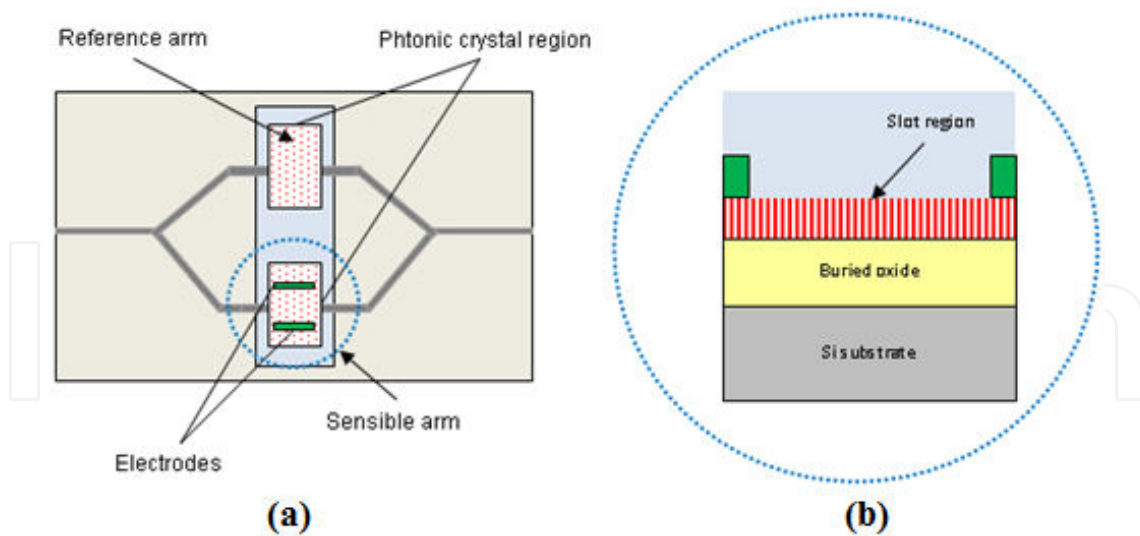 Reference arm
Phtonic crystal region
Sensible arm
Electrodes
(a)
Slot region
Buried oxide
Si substrate
(b)